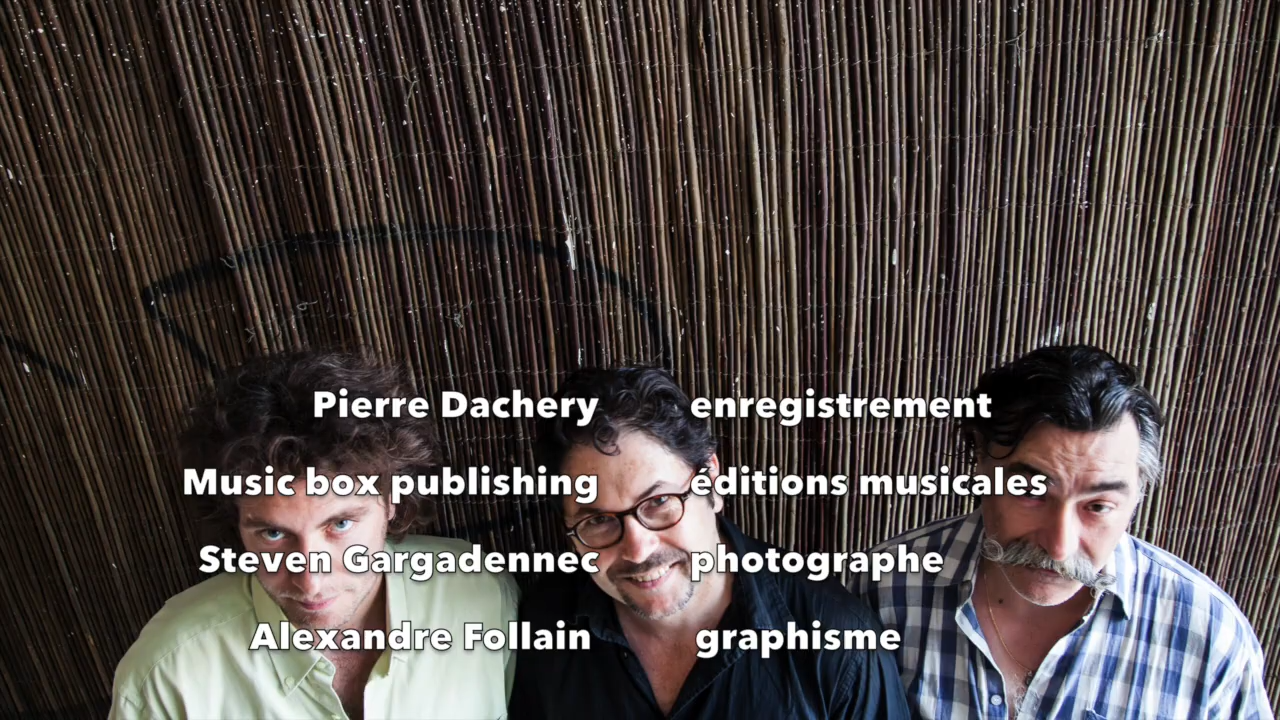 Pierre Dachery enregistrement
Music box publishing éditions musicales
Steven Gargadennec photographe
Alexandre Follain graphisme